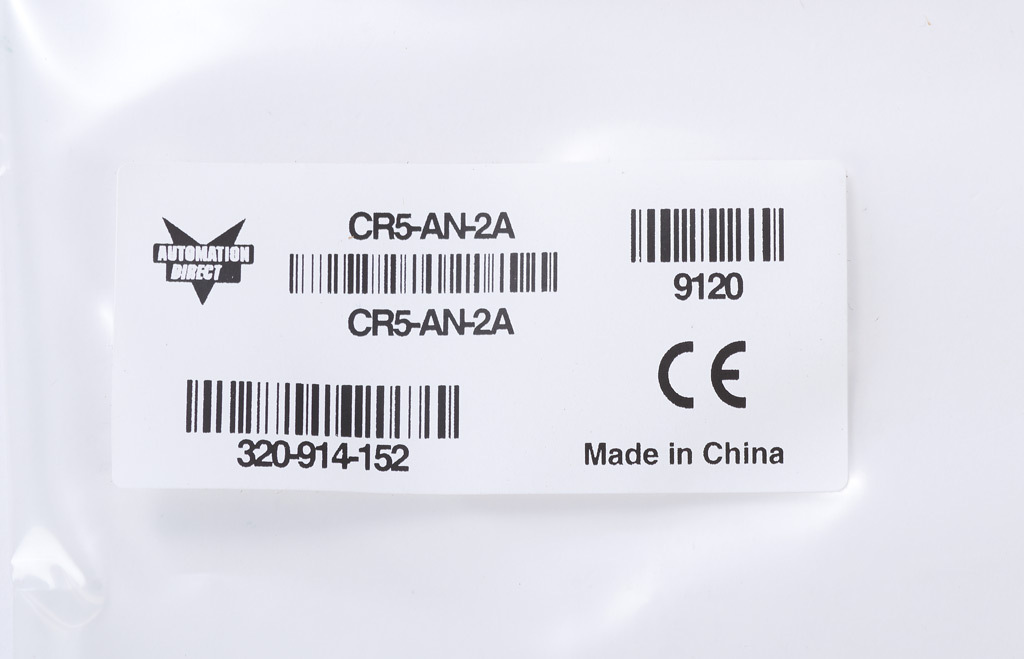 AUTOMATION
DIRECT
CR5-AN-2A
CR5-AN-2A
9120
CE
320-914-152
Made in China